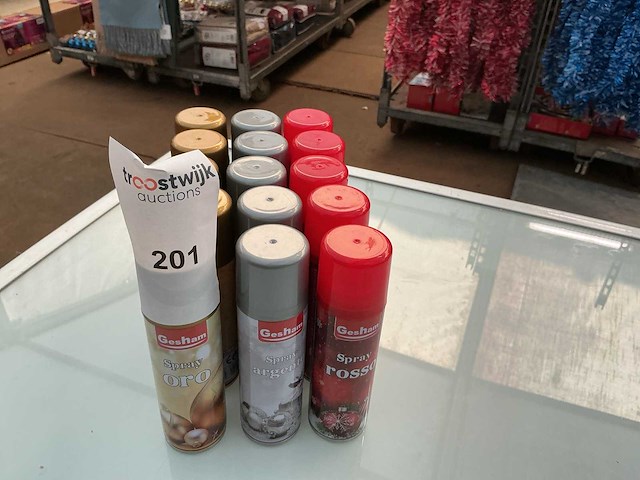 troostwijk
auctions
201
Gesham
Spray
oro
Gesham
Spray
argento
Gesham
Spray
rosso